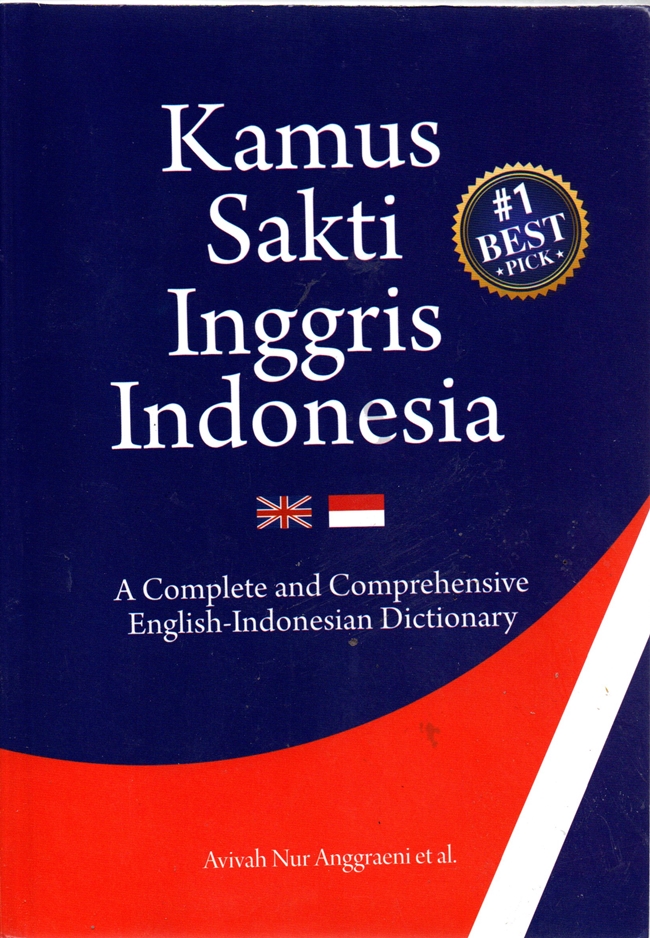 Kamus
Sakti
Inggris
Indonesia
#1
BEST
PICK
A Complete and Comprehensive
English-Indonesian Dictionary
Avivah Nur Anggraeni et al.